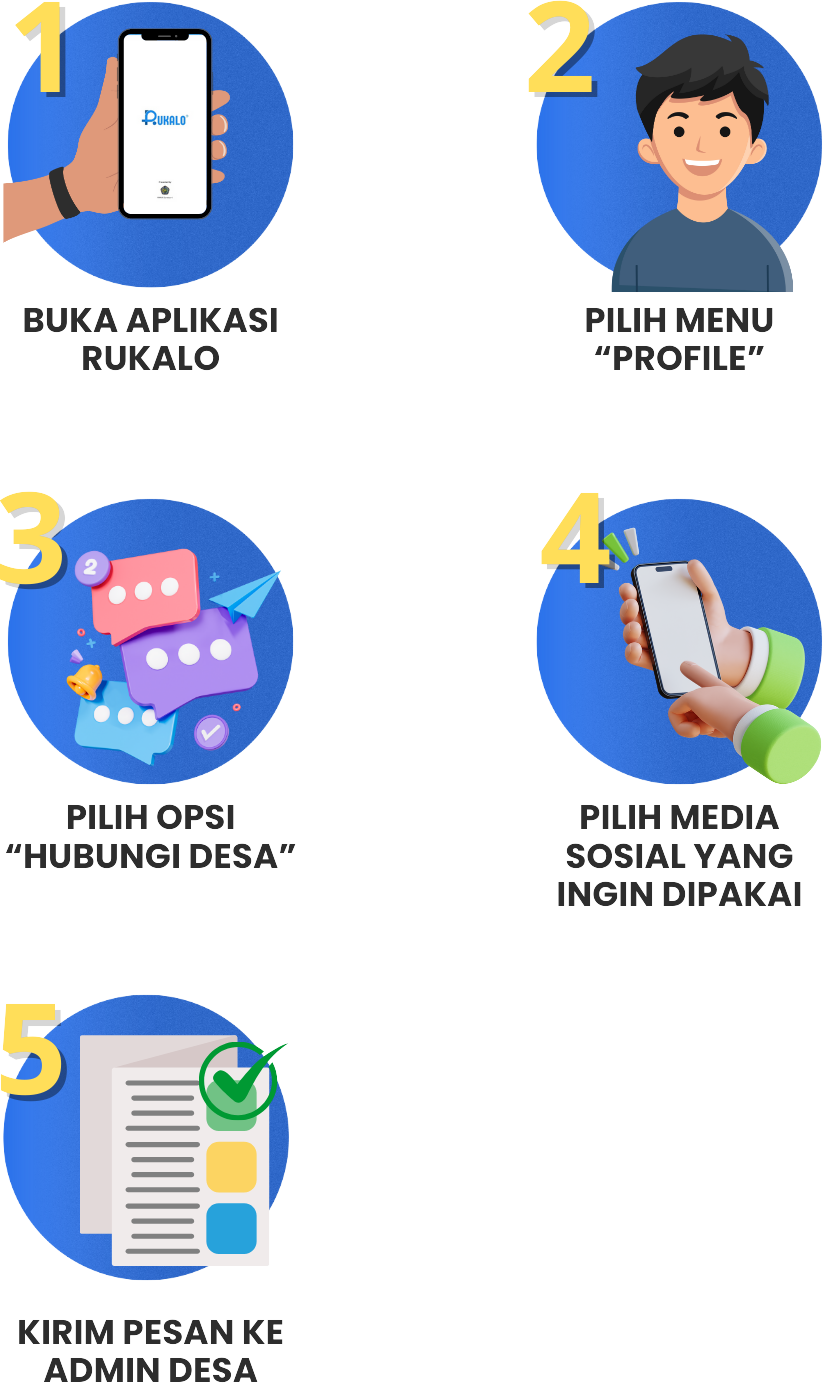 1
RUKALO
BUKA APLIKASI
RUKALO
2
PILIH MENU
“PROFILE”
3
2
PILIH OPSI
“HUBUNGI DESA”
4
PILIH MEDIA
SOSIAL YANG
INGIN DIPAKAI
5
KIRIM PESAN KE
ADMIN DESA